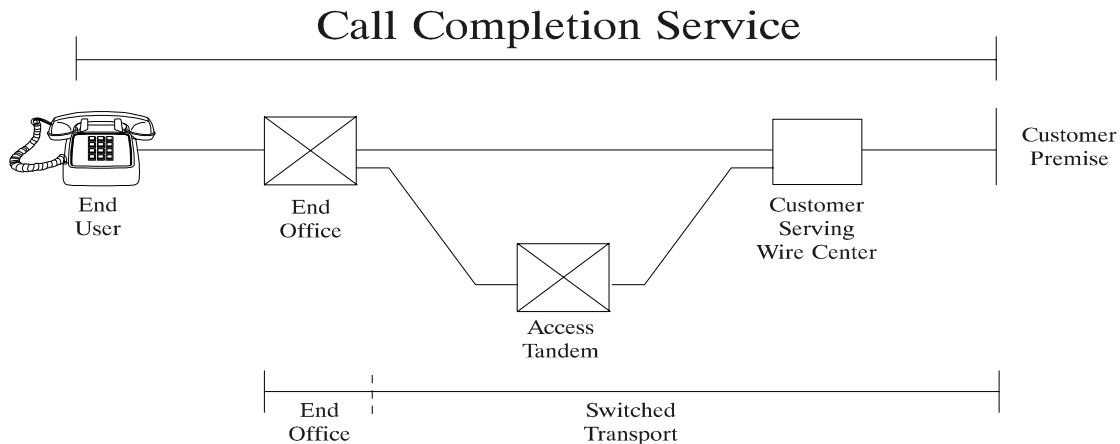 Call Completion Service
Customer
Premise
End
User
End
Office
Customer
Serving
Wire Center
Access
Tandem
End
Office
Switched
Transport